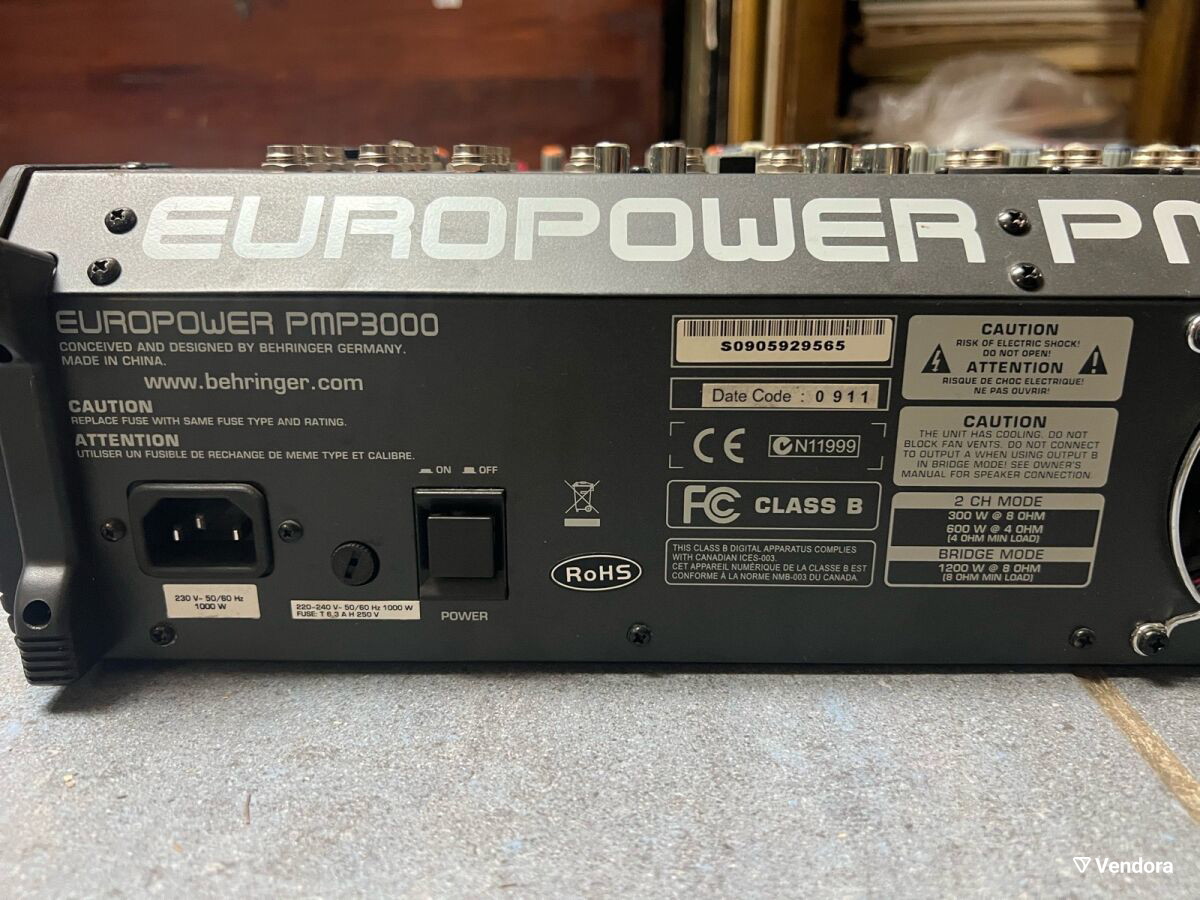 EUROPOWER PM
EUROPOWER PMP3000
CONCEIVED AND DESIGNED BY BEHRINGER GERMANY.
MADE IN CHINA.
www.behringer.com
CAUTION
REPLACE FUSE WITH SAME FUSE TYPE AND RATING.
ATTENTION
UTILISER UN FUSIBLE DE RECHANGE DE MEME TYPE ET CALIBRE.
ON OFF
230 V~ 50/60 Hz
1000 W
220-240 V~ 50/60 Hz 1000 W
FUSE: T 6,3 A H 250 V
POWER
RoHS
S0905929565
Date Code : 0911
CE N11999
FC CLASS B
THIS CLASS B DIGITAL APPARATUS COMPLIES
WITH CANADIAN ICES-003.
CET APPAREIL NUMÉRIQUE DE LA CLASSE B EST
CONFORME À LA NORME NMB-003 DU CANADA.
CAUTION
RISK OF ELECTRIC SHOCK!
DO NOT OPEN!
ATTENTION
RISQUE DE CHOC ELECTRIQUE!
NE PAS OUVRIR!
CAUTION
THE UNIT HAS COOLING. DO NOT
BLOCK FAN VENTS. DO NOT CONNECT
TO OUTPUT A WHEN USING OUTPUT B
IN BRIDGE MODE! SEE OWNER'S
MANUAL FOR SPEAKER CONNECTION.
2 CH MODE
300 W @ 8 OHM
600 W @ 4 OHM
(4 OHM MIN LOAD)
BRIDGE MODE
1200 W @ 8 OHM
(8 OHM MIN LOAD)
Vendora